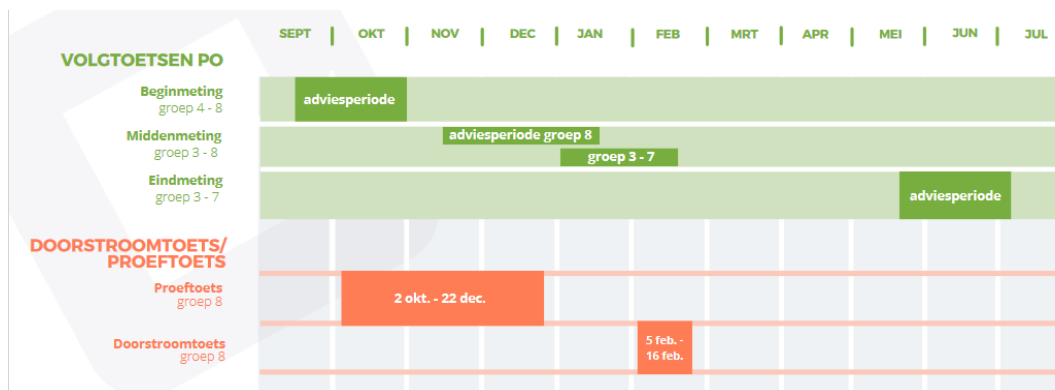 SEPT | OKT | NOV | DEC | JAN | FEB | MRT | APR | MEI | JUN | JUL
VOLGTOETSEN PO
Beginmeting
groep 4 - 8
adviesperiode
Middenmeting
groep 3 - 8
adviesperiode groep 8
groep 3 - 7
Eindmeting
groep 3 - 7
adviesperiode
DOORSTROOMTOETS/
PROEFTOETS
Proeftoets
groep 8
2 okt. - 22 dec.
Doorstroomtoets
groep 8
5 feb. -
16 feb.